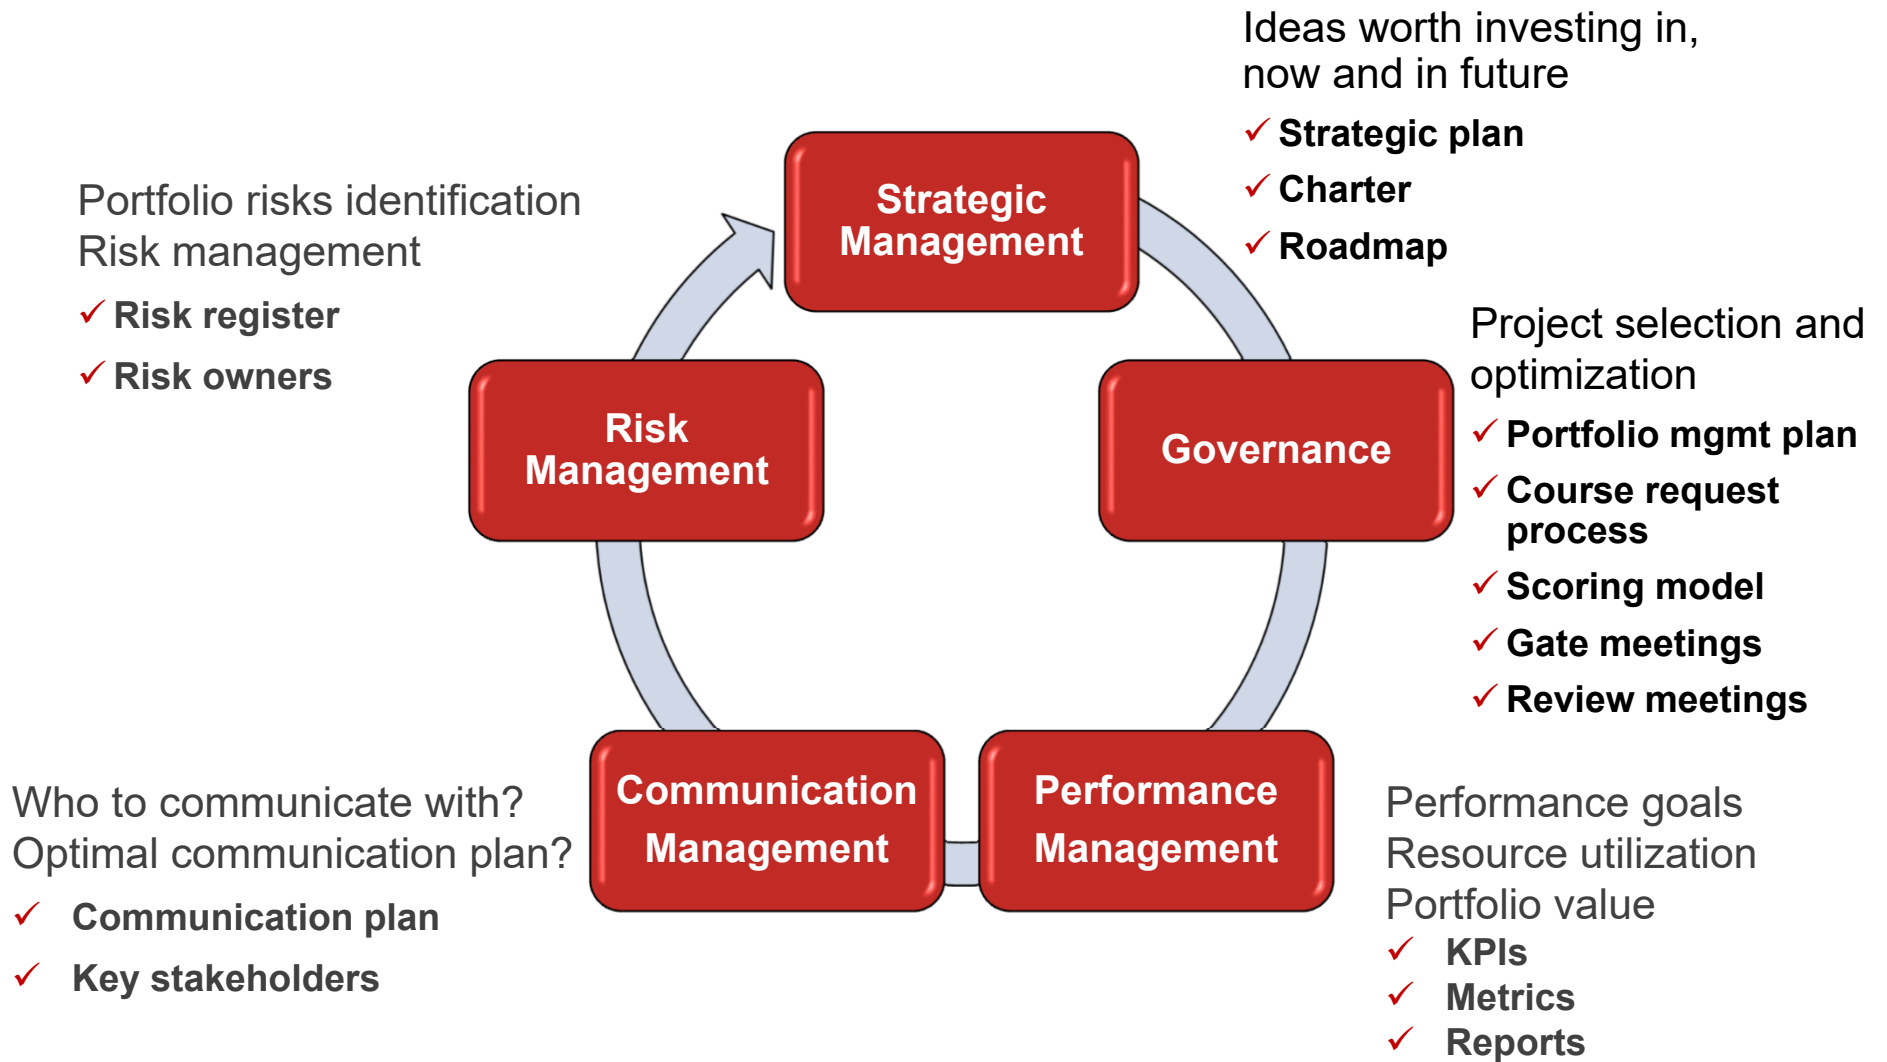 Ideas worth investing in,
now and in future
✓ Strategic plan
✓ Charter
✓ Roadmap
Strategic
Management
Portfolio risks identification
Risk management
✓ Risk register
✓ Risk owners
Risk
Management
Governance
Project selection and
optimization
✓ Portfolio mgmt plan
✓ Course request
process
✓ Scoring model
✓ Gate meetings
✓ Review meetings
Communication
Management
Performance
Management
Who to communicate with?
Optimal communication plan?
✓ Communication plan
✓ Key stakeholders
Performance goals
Resource utilization
Portfolio value
✓ KPIs
✓ Metrics
✓ Reports